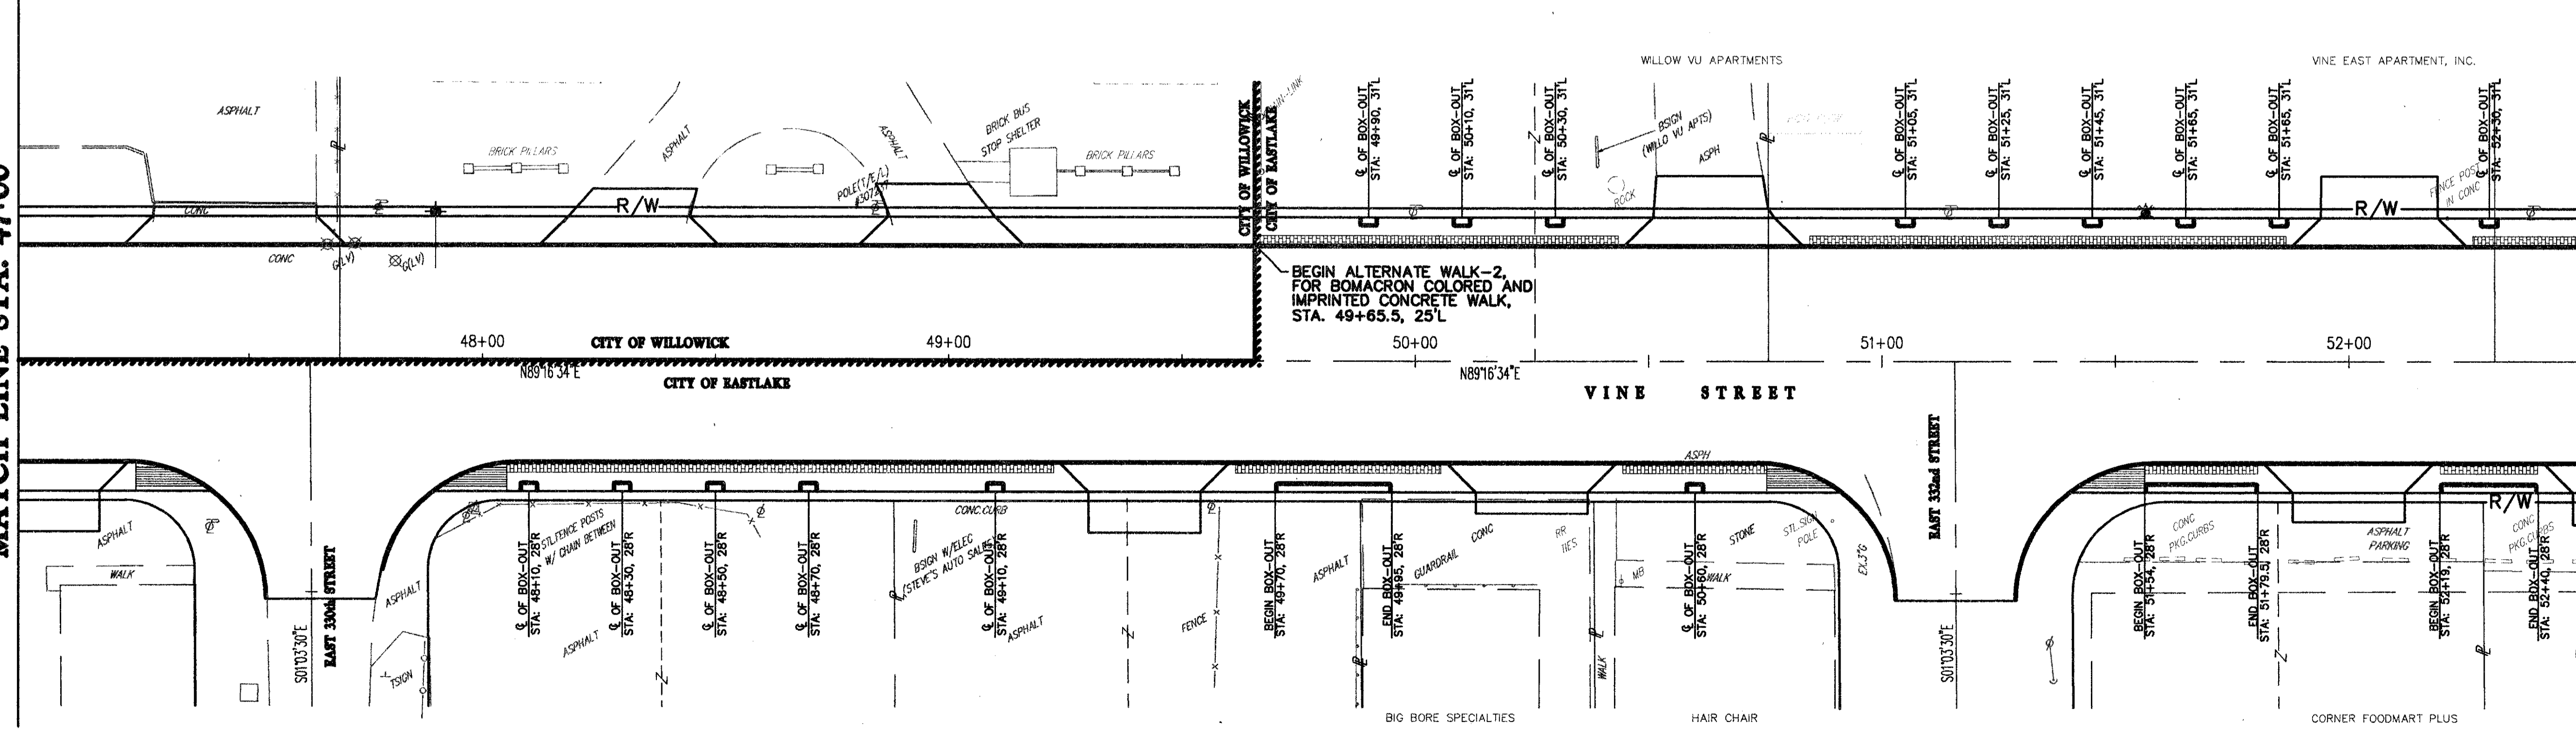 MATCH LINE STA. 47+00
WILLOW VU APARTMENTS
VINE EAST APARTMENT, INC.
ASPHALT
BRICK PILLARS
ASPHALT
ASPHALT
BRICK BUS
STOP SHELTER
BRICK PILLARS
POLE(T/E/L)
CONC
R/W
CONC
G(LV)
G(LV)
CITY OF WILLOWICK
CITY OF EASTLAKE
℄ OF BOX-OUT
STA: 49+90, 31'L
℄ OF BOX-OUT
STA: 50+10, 31'L
℄ OF BOX-OUT
STA: 50+30, 31'L
BSIGN
(WILLO VU APTS)
ROCK
ASPH
℄ OF BOX-OUT
STA: 51+05, 31'L
℄ OF BOX-OUT
STA: 51+25, 31'L
℄ OF BOX-OUT
STA: 51+45, 31'L
℄ OF BOX-OUT
STA: 51+65, 31'L
℄ OF BOX-OUT
STA: 51+65, 31'L
R/W
FENCE POST
IN CONC
℄ OF BOX-OUT
STA: 52+30, 31'L
BEGIN ALTERNATE WALK-2,
FOR BOMACRON COLORED AND
IMPRINTED CONCRETE WALK,
STA. 49+65.5, 25'L
48+00
CITY OF WILLOWICK
49+00
50+00
51+00
52+00
N89°16'34"E
CITY OF EASTLAKE
N89°16'34"E
VINE STREET
ASPHALT
WALK
S01°03'30"E
EAST 330th STREET
ASPHALT
TSIGN
℄ OF BOX-OUT
STA: 48+10, 28'R
STL.FENCE POSTS
W/ CHAIN BETWEEN
ASPHALT
℄ OF BOX-OUT
STA: 48+30, 28'R
℄ OF BOX-OUT
STA: 48+50, 28'R
℄ OF BOX-OUT
STA: 48+70, 28'R
BSIGN W/ELEC
(STEVE'S AUTO SALES)
CONC.CURB
℄ OF BOX-OUT
STA: 49+10, 28'R
ASPHALT
FENCE
BEGIN BOX-OUT
STA: 49+70, 28'R
ASPHALT
END BOX-OUT
STA: 49+95, 28'R
GUARDRAIL
CONC
RR
TIES
WALK
MB
ASPH
℄ OF BOX-OUT
STA: 50+60, 28'R
WALK
STONE
STL.SIGN
POLE
EX.3"G
EAST 332nd STREET
S01°03'30"E
BEGIN BOX-OUT
STA: 51+54, 28'R
CONC
PKG.CURBS
END BOX-OUT
STA: 51+79.5, 28'R
ASPHALT
PARKING
BEGIN BOX-OUT
STA: 52+19, 28'R
R/W
CONC
PKG.CURBS
END BOX-OUT
STA: 52+40, 28'R
BIG BORE SPECIALTIES
HAIR CHAIR
CORNER FOODMART PLUS